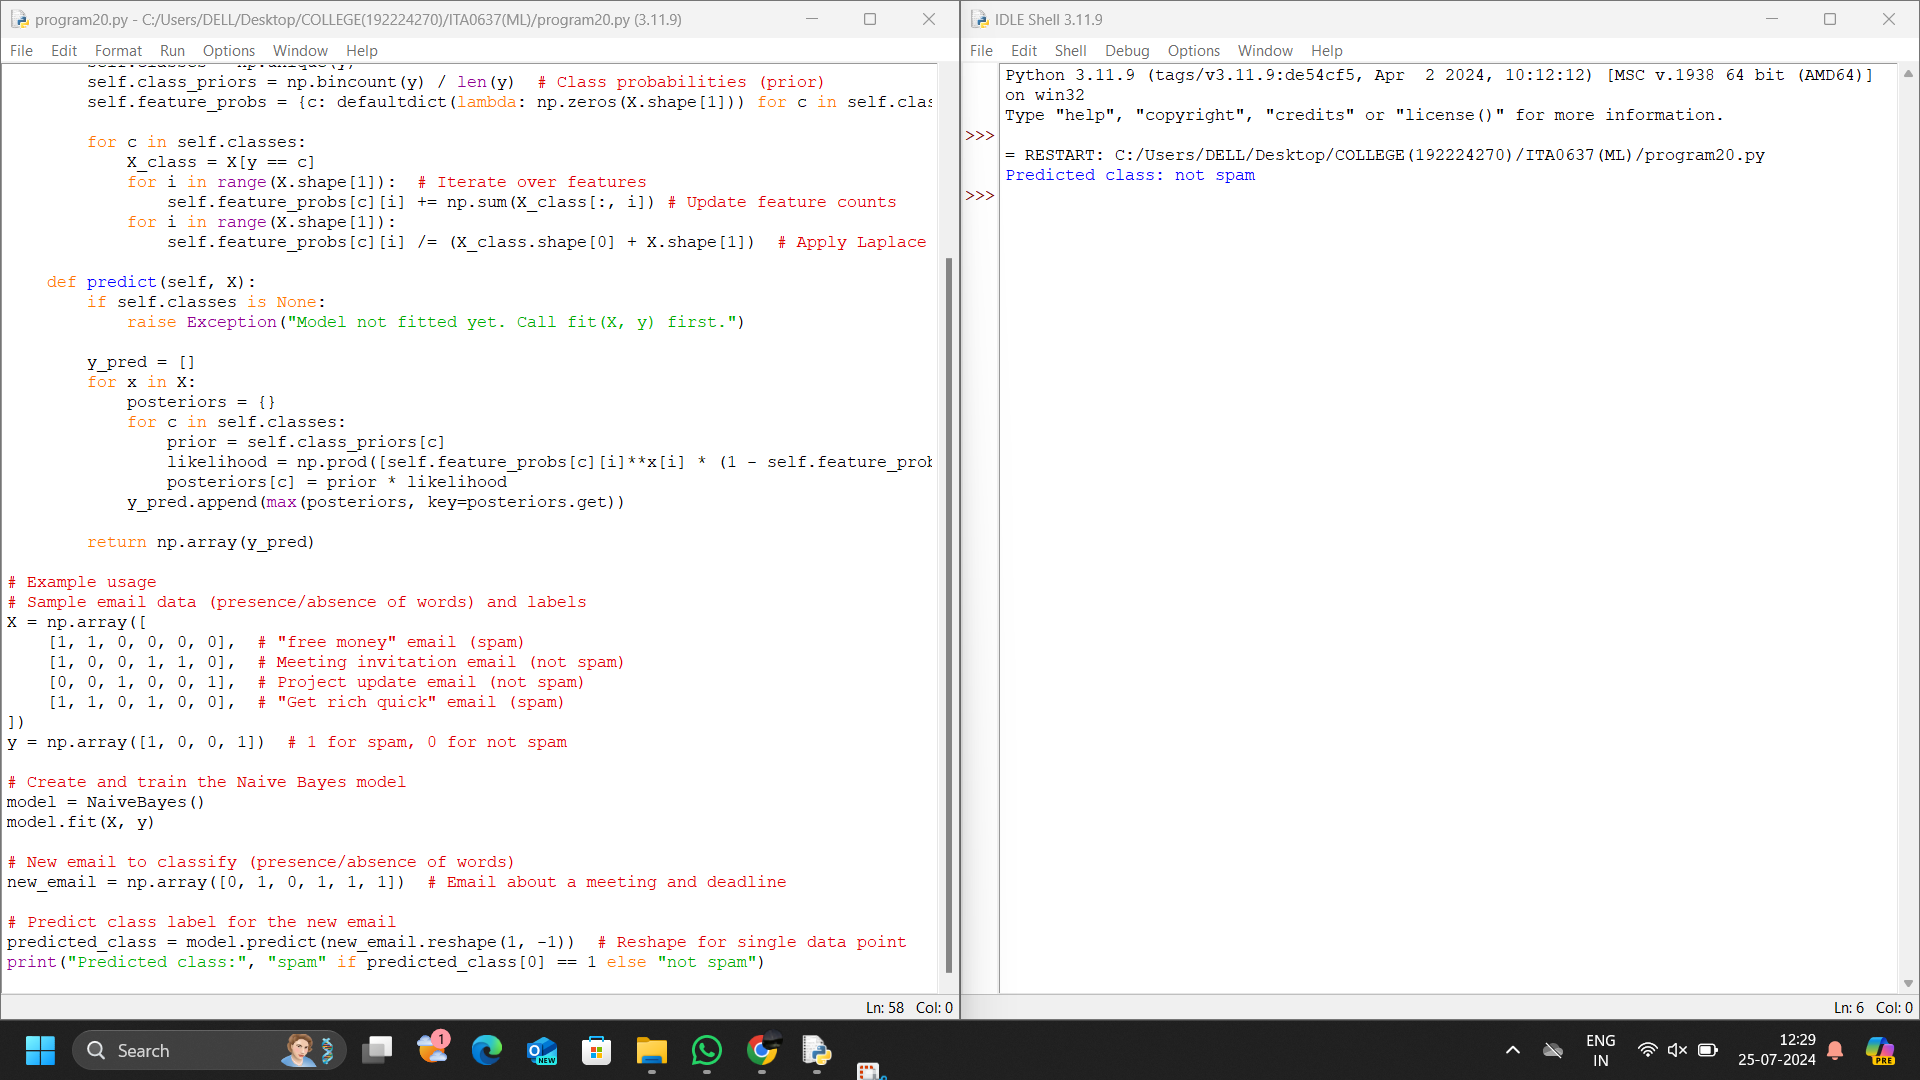 program20.py - C:/Users/DELL/Desktop/COLLEGE(192224270)/ITA0637(ML)/program20.py (3.11.9)
File Edit Format Run Options Window Help
self.class_priors = np.bincount(y) / len(y)  # Class probabilities (prior)
self.feature_probs = {c: defaultdict(lambda: np.zeros(X.shape[1])) for c in self.clas
for c in self.classes:
X_class = X[y == c]
for i in range(X.shape[1]):  # Iterate over features
self.feature_probs[c][i] += np.sum(X_class[:, i]) # Update feature counts
for i in range(X.shape[1]):
self.feature_probs[c][i] /= (X_class.shape[0] + X.shape[1])  # Apply Laplace
def predict(self, X):
if self.classes is None:
raise Exception("Model not fitted yet. Call fit(X, y) first.")
y_pred = []
for x in X:
posteriors = {}
for c in self.classes:
prior = self.class_priors[c]
likelihood = np.prod([self.feature_probs[c][i]**x[i] * (1 - self.feature_prob
posteriors[c] = prior * likelihood
y_pred.append(max(posteriors, key=posteriors.get))
return np.array(y_pred)
# Example usage
# Sample email data (presence/absence of words) and labels
X = np.array([
[1, 1, 0, 0, 0, 0],  # "free money" email (spam)
[1, 0, 0, 1, 1, 0],  # Meeting invitation email (not spam)
[0, 0, 1, 0, 0, 1],  # Project update email (not spam)
[1, 1, 0, 1, 0, 0],  # "Get rich quick" email (spam)
])
y = np.array([1, 0, 0, 1])  # 1 for spam, 0 for not spam
# Create and train the Naive Bayes model
model = NaiveBayes()
model.fit(X, y)
# New email to classify (presence/absence of words)
new_email = np.array([0, 1, 0, 1, 1, 1])  # Email about a meeting and deadline
# Predict class label for the new email
predicted_class = model.predict(new_email.reshape(1, -1))  # Reshape for single data point
print("Predicted class:", "spam" if predicted_class[0] == 1 else "not spam")
Ln: 58 Col: 0
IDLE Shell 3.11.9
File Edit Shell Debug Options Window Help
Python 3.11.9 (tags/v3.11.9:de54cf5, Apr  2 2024, 10:12:12) [MSC v.1938 64 bit (AMD64)]
on win32
Type "help", "copyright", "credits" or "license()" for more information.
>>>
= RESTART: C:/Users/DELL/Desktop/COLLEGE(192224270)/ITA0637(ML)/program20.py
Predicted class: not spam
>>>
Ln: 6 Col: 0
Search
1
NEW
ENG
IN
12:29
25-07-2024
PRE